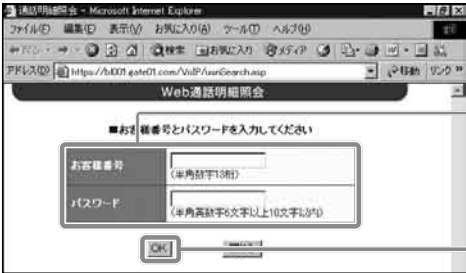 通話明細照会 - Microsoft Internet Explorer
ファイル(F) 編集(E) 表示(V) お気に入り(A) ツール(T) ヘルプ(H)
検索 お気に入り メディア
アドレス(D) https://bl001.gate01.com/VoIP/usrSearch.asp 移動 リンク »
Web通話明細照会
■お客様番号とパスワードを入力してください
お客様番号
(半角数字13桁)
パスワード
(半角英数字6文字以上10文字以内)
OK